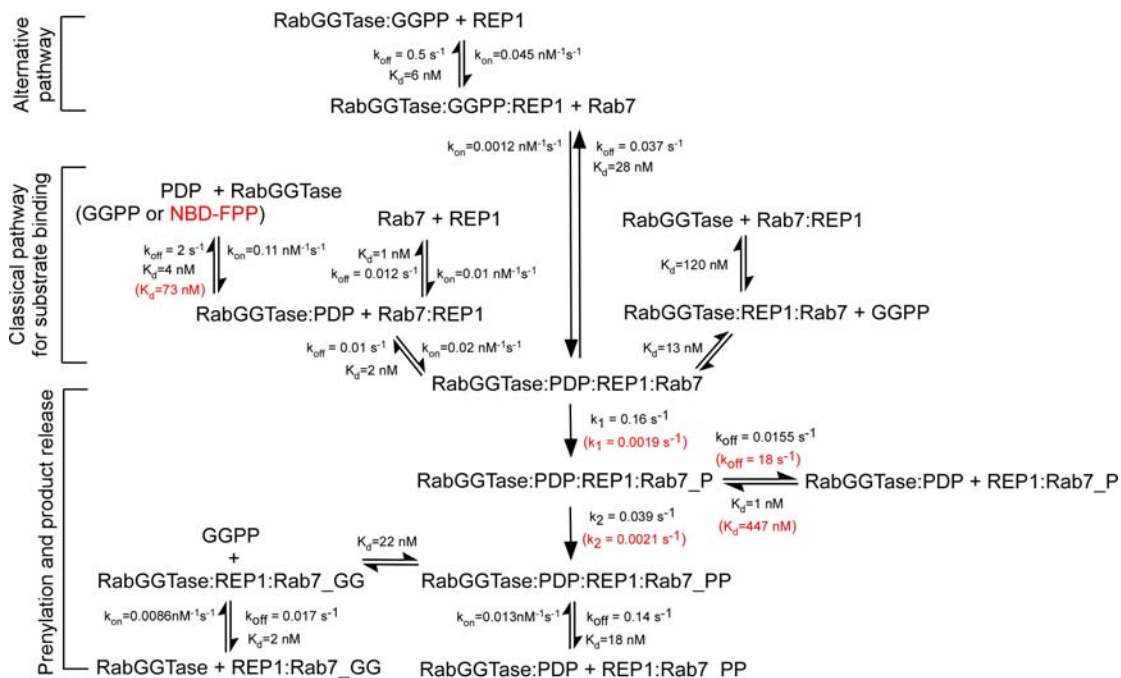 Alternative
pathway
RabGGTase:GGPP + REP1
koff = 0.5 s-1
kon=0.045 nM-1s-1
Kd=6 nM
RabGGTase:GGPP:REP1 + Rab7
kon=0.0012 nM-1s-1
koff = 0.037 s-1
Kd=28 nM
Classical pathway
for substrate binding
PDP + RabGGTase
(GGPP or NBD-FPP)
koff = 2 s-1
kon=0.11 nM-1s-1
Kd=4 nM
(Kd=73 nM)
Rab7 + REP1
Kd=1 nM
koff = 0.012 s-1
kon=0.01 nM-1s-1
RabGGTase + Rab7:REP1
Kd=120 nM
RabGGTase:PDP + Rab7:REP1
RabGGTase:REP1:Rab7 + GGPP
koff = 0.01 s-1
kon=0.02 nM-1s-1
Kd=2 nM
Kd=13 nM
RabGGTase:PDP:REP1:Rab7
Prenylation and product release
k1 = 0.16 s-1
(k1 = 0.0019 s-1)
koff = 0.0155 s-1
(koff = 18 s-1)
RabGGTase:PDP:REP1:Rab7_P
RabGGTase:PDP + REP1:Rab7_P
Kd=1 nM
(Kd=447 nM)
k2 = 0.039 s-1
(k2 = 0.0021 s-1)
GGPP
+
Kd=22 nM
RabGGTase:REP1:Rab7_GG
RabGGTase:PDP:REP1:Rab7_PP
kon=0.0086nM-1s-1
koff = 0.017 s-1
Kd=2 nM
kon=0.013nM-1s-1
koff = 0.14 s-1
Kd=18 nM
RabGGTase + REP1:Rab7_GG
RabGGTase:PDP + REP1:Rab7 PP